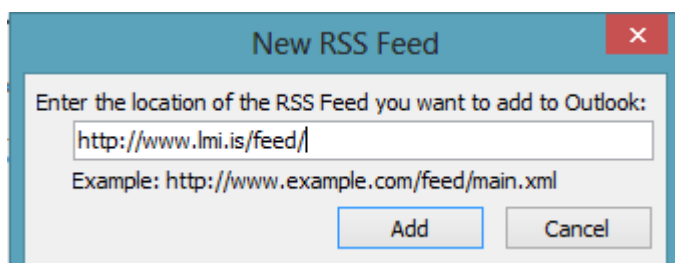 New RSS Feed
Enter the location of the RSS Feed you want to add to Outlook:
http://www.lmi.is/feed/
Example: http://www.example.com/feed/main.xml
Add Cancel